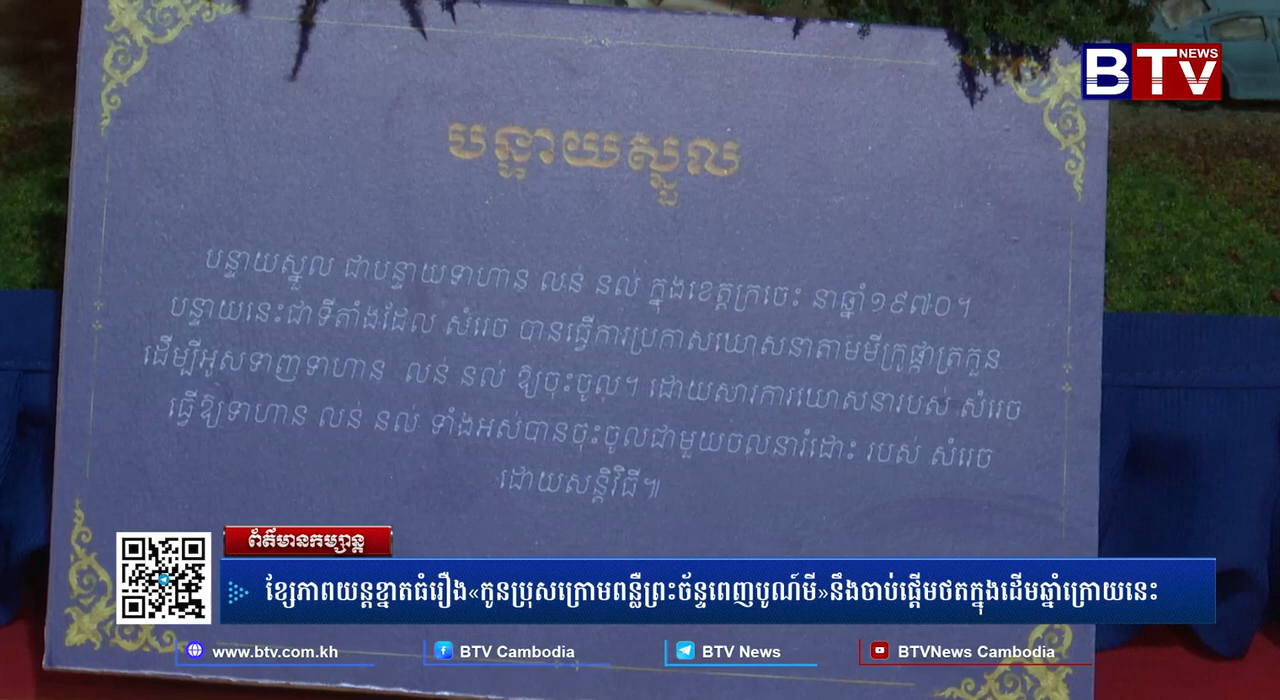 BTV NEWS
បន្ទាយស្នួល
បន្ទាយស្នួល ជាបន្ទាយទាហាន លន់ នល់ ក្នុងខេត្តក្រចេះ នាឆ្នាំ១៩៧០។
បន្ទាយនេះជាទីតាំងដែល សំរេច បានធ្វើការប្រកាសឃោសនាតាមមីក្រូផ្កាត្រកួន
ដើម្បីអូសទាញទាហាន លន់ នល់ ឱ្យចុះចូល។ ដោយសារការឃោសនារបស់ សំរេច
ធ្វើឱ្យទាហាន លន់ នល់ ទាំងអស់បានចុះចូលជាមួយចលនារំដោះ របស់ សំរេច
ដោយសន្តិវិធី៕
ព័ត៌មានកម្សាន្ត
ខ្សែភាពយន្តខ្នាតធំរឿង«កូនប្រុសក្រោមពន្លឺព្រះច័ន្ទពេញបូណ៍មី»នឹងចាប់ផ្តើមថតក្នុងដើមឆ្នាំក្រោយនេះ
www.btv.com.kh BTV Cambodia BTV News BTVNews Cambodia